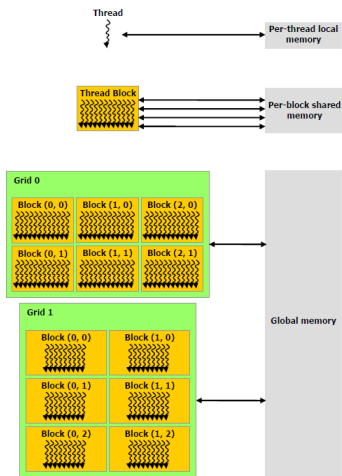 Thread
Per-thread local
memory
Thread Block
Per-block shared
memory
Grid 0
Block (0, 0) Block (1, 0) Block (2, 0)
Block (0, 1) Block (1, 1) Block (2, 1)
Grid 1
Block (0, 0) Block (1, 0)
Global memory
Block (0, 1) Block (1, 1)
Block (0, 2) Block (1, 2)